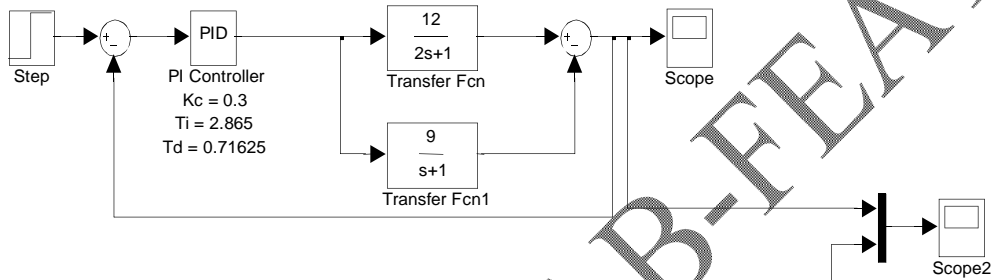 Step
+
−
PID
PI Controller
Kc = 0.3
Ti = 2.865
Td = 0.71625
12
2s+1
Transfer Fcn
9
s+1
Transfer Fcn1
+
−
Scope
Scope2
B-FEA